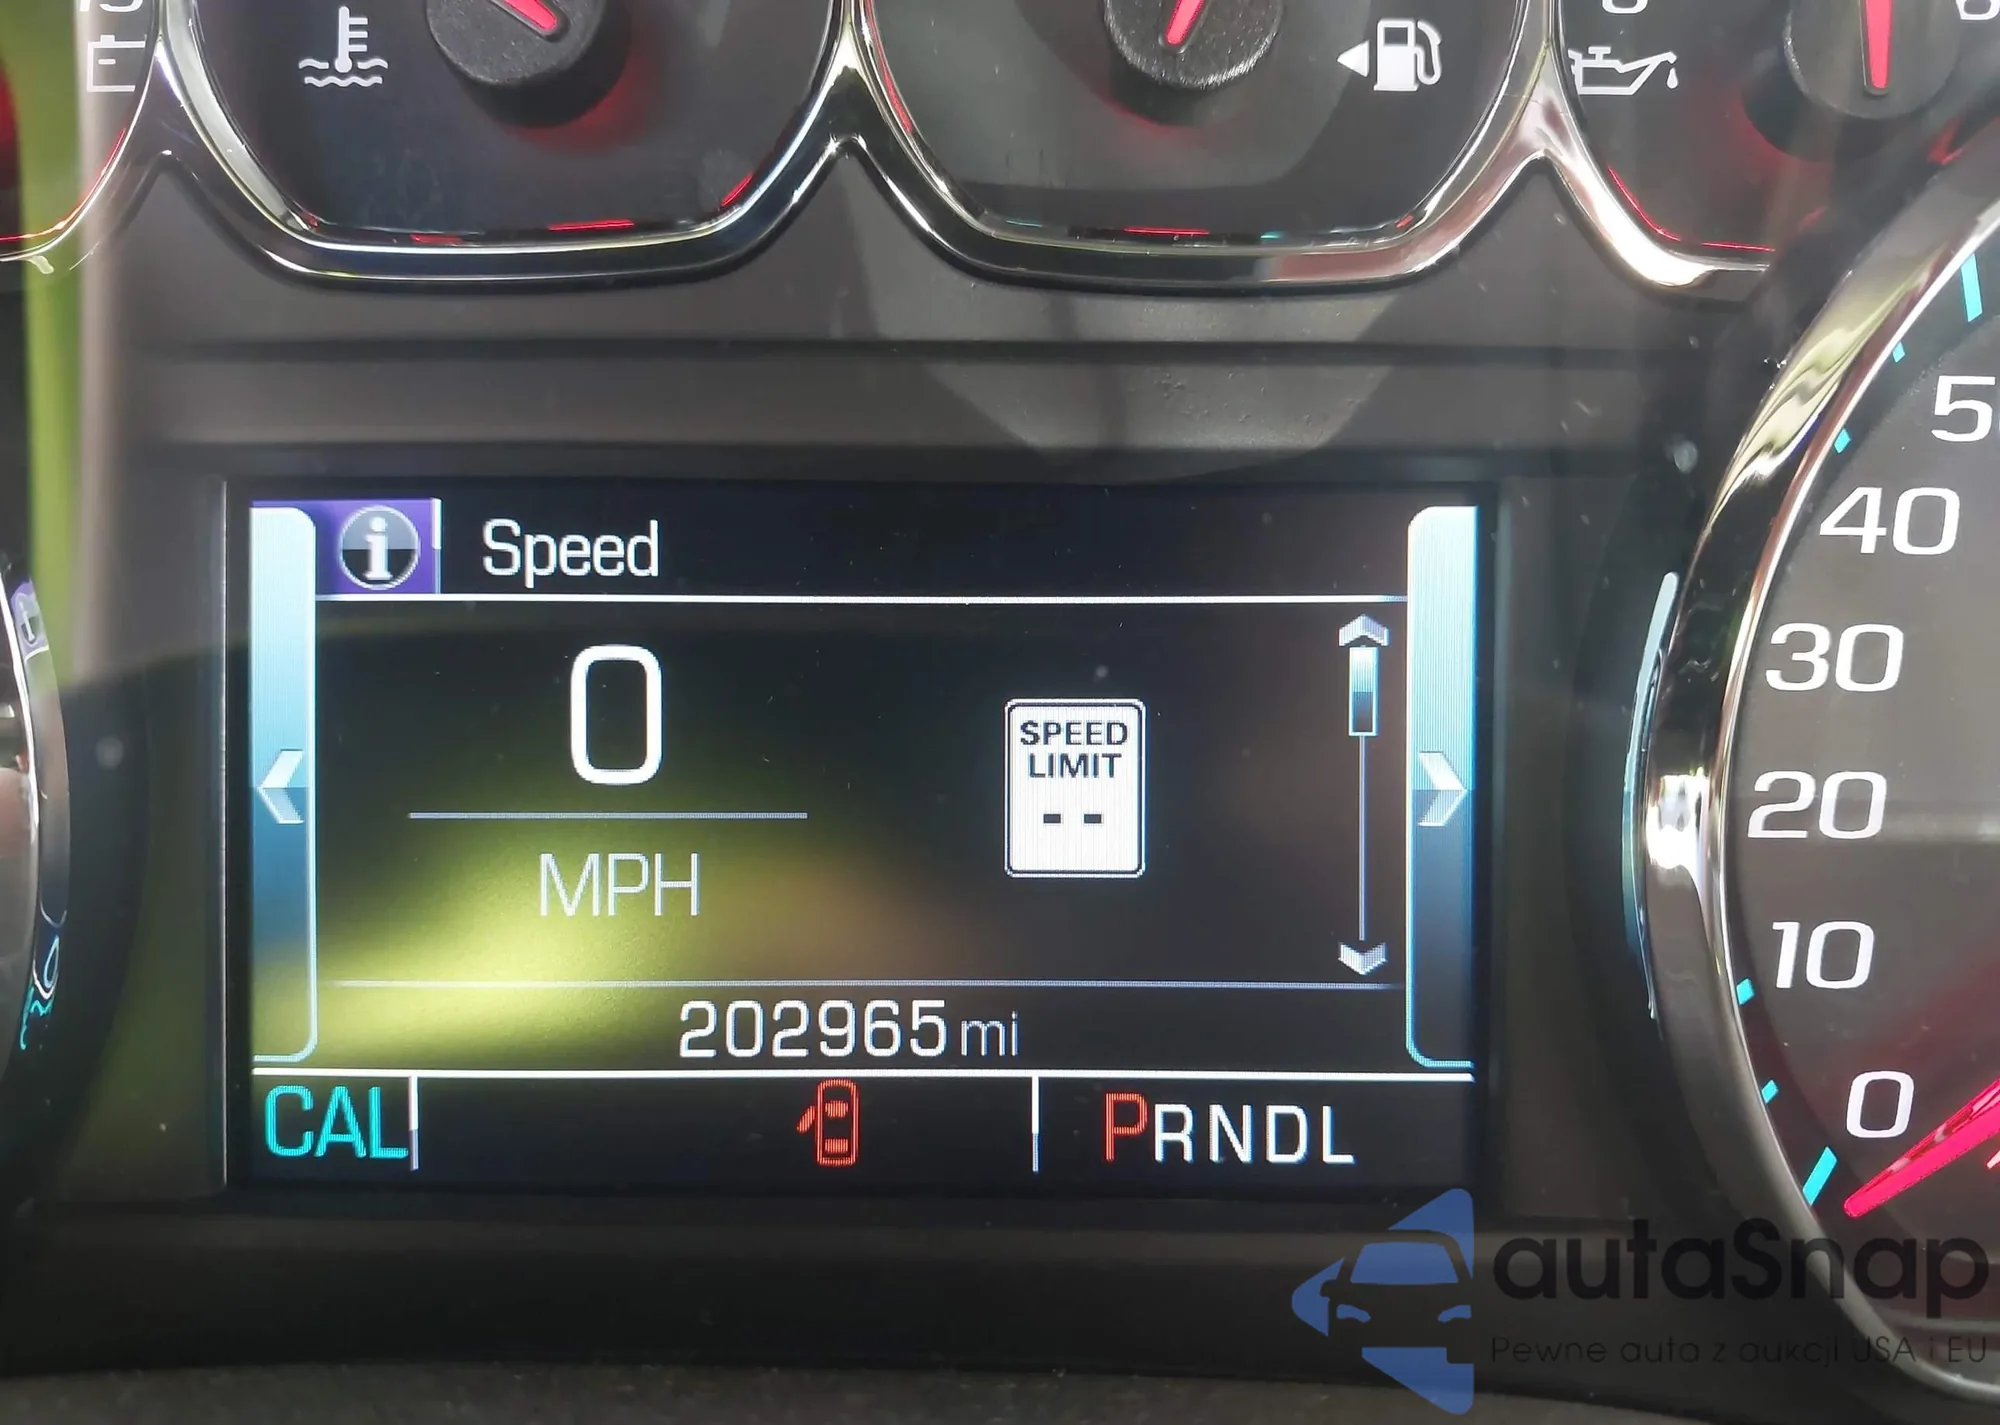 Speed
0
MPH
SPEED
LIMIT
--
202965 mi
CAL
PRNDL
40
30
20
10
0
autaSnap
Pewne auta z aukcji USA i EU